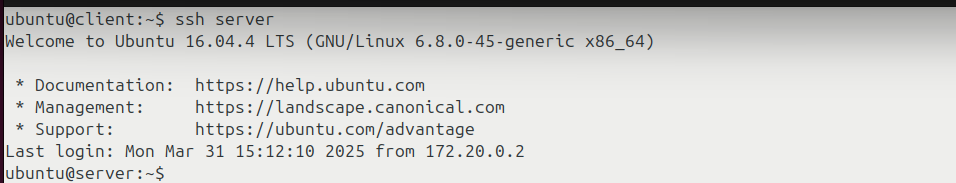 ubuntu@client:~$ ssh server
Welcome to Ubuntu 16.04.4 LTS (GNU/Linux 6.8.0-45-generic x86_64)
* Documentation:  https://help.ubuntu.com
* Management:     https://landscape.canonical.com
* Support:        https://ubuntu.com/advantage
Last login: Mon Mar 31 15:12:10 2025 from 172.20.0.2
ubuntu@server:~$